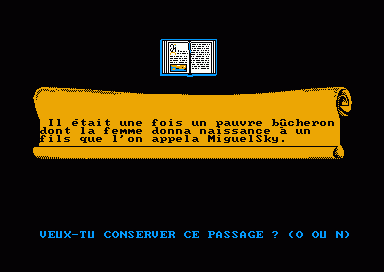 Il était une fois un pauvre bûcheron
dont la femme donna naissance à un
fils que l'on appela MiguelSky.
VEUX-TU CONSERVER CE PASSAGE ? (O OU N)